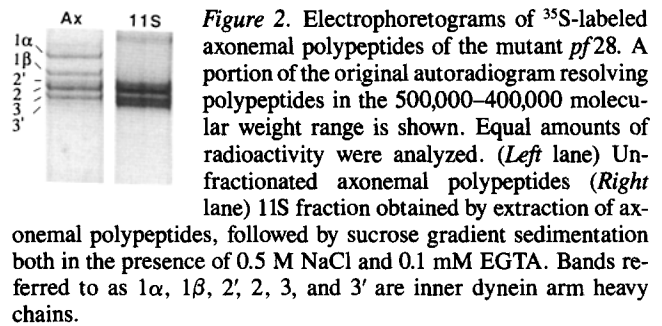 Ax 11S
1α
1β
2'
2
3
3'
Figure 2. Electrophoretograms of ³⁵S-labeled
axonemal polypeptides of the mutant pf28. A
portion of the original autoradiogram resolving
polypeptides in the 500,000–400,000 molecu-
lar weight range is shown. Equal amounts of
radioactivity were analyzed. (Left lane) Un-
fractionated axonemal polypeptides (Right
lane) 11S fraction obtained by extraction of ax-
onemal polypeptides, followed by sucrose gradient sedimentation
both in the presence of 0.5 M NaCl and 0.1 mM EGTA. Bands re-
ferred to as 1α, 1β, 2', 2, 3, and 3' are inner dynein arm heavy
chains.